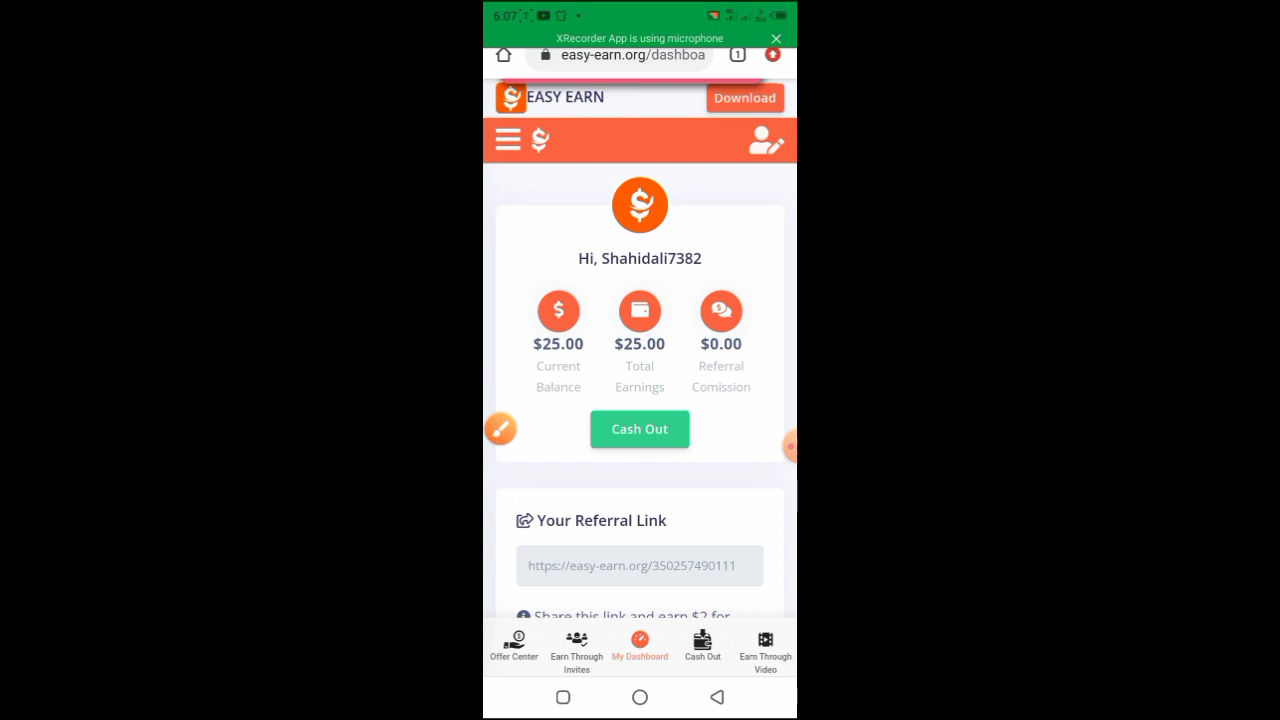 6:07
XRecorder App is using microphone
easy-earn.org/dashboa
1
EASY EARN
Download
Hi, Shahidali7382
$25.00 $25.00 $0.00
Current Total Referral
Balance Earnings Comission
Cash Out
Your Referral Link
https://easy-earn.org/350257490111
Share this link and earn $2 for
Offer Center Earn Through My Dashboard Cash Out Earn Through
Invites Video